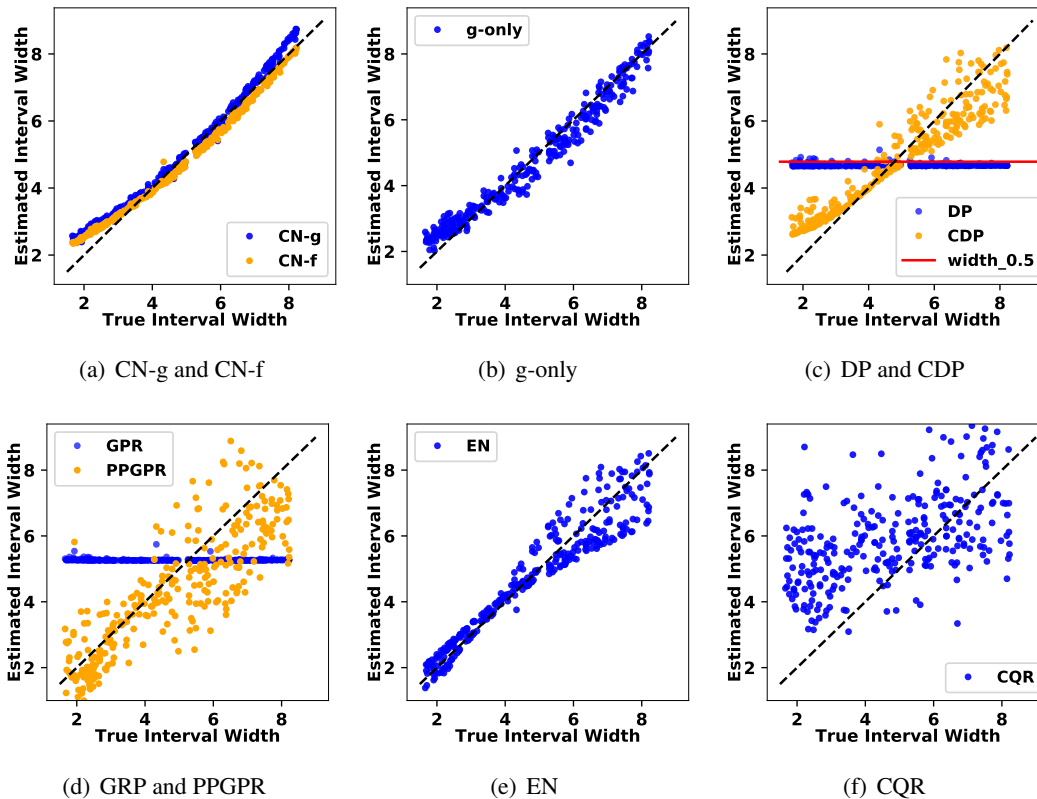 Estimated Interval Width
8
6
4
2
CN-g
CN-f
2 4 6 8
True Interval Width
(a) CN-g and CN-f
Estimated Interval Width
8
6
4
2
g-only
2 4 6 8
True Interval Width
(b) g-only
Estimated Interval Width
8
6
4
2
DP
CDP
width_0.5
2 4 6 8
True Interval Width
(c) DP and CDP
Estimated Interval Width
8
6
4
2
GPR
PPGPR
2 4 6 8
True Interval Width
(d) GRP and PPGPR
Estimated Interval Width
8
6
4
2
EN
2 4 6 8
True Interval Width
(e) EN
Estimated Interval Width
8
6
4
2
CQR
2 4 6 8
True Interval Width
(f) CQR